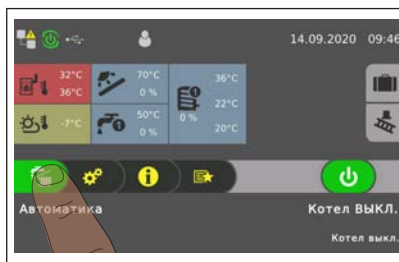 14.09.2020 09:46
32°C 70°C 36°C
36°C 0 % 22°C
-7°C 50°C 0 % 20°C
0 %
Автоматика Котел ВЫКЛ.
Котел выкл.